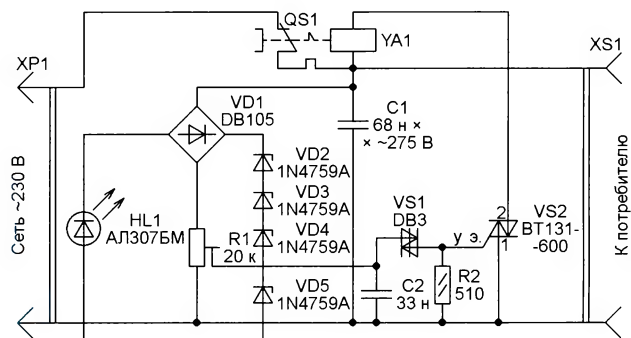 QS1
YA1
XS1
XP1
VD1
DB105
C1
68 н ×
× ~275 В
VD2
1N4759A
VD3
1N4759A
VD4
1N4759A
VD5
1N4759A
VS1
DB3
2
VS2
BT131-
-600
1
у э.
HL1
АЛ307БМ
R1
20 к
C2
33 н
R2
510
Сеть ~230 В
К потребителю